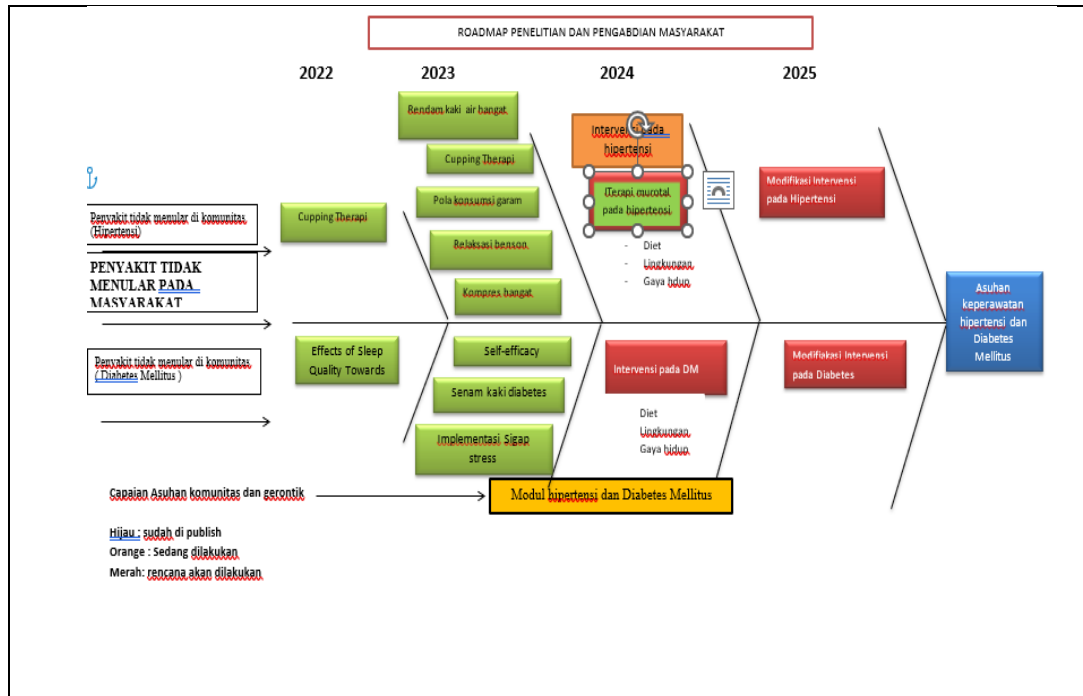 ROADMAP PENELITIAN DAN PENGABDIAN MASYARAKAT
2022
2023
2024
2025
Rendam kaki air hangat
Cupping Therapi
Pola konsumsi garam
Relaksasi benson
Kompres hangat
Cupping Therapi
Intervensi pada
hipertensi
(Terapi murotal
pada hipertensi
- Diet
- Lingkungan
- Gaya hdup
Modifikasi Intervensi
pada Hipertensi
Penyakit tidak menular di komunitas
(Hipertensi)
PENYAKIT TIDAK
MENULAR PADA
MASYARAKAT
Penyakit tidak menular di komunitas
( Diabetes Mellitus )
Effects of Sleep
Quality Towards
Self-efficacy
Senam kaki diabetes
Implementasi Sigap
stress
Intervensi pada DM
Diet
Lingkungan
Gaya hidup
Modifiakasi Intervensi
pada Diabetes
Asuhan
keperawatan
hipertensi dan
Diabetes
Mellitus
Capaian Asuhan komunitas dan gerontik
Modul hipertensi dan Diabetes Mellitus
Hijau : sudah di publish
Orange : Sedang dilakukan
Merah: rencana akan dilakukan